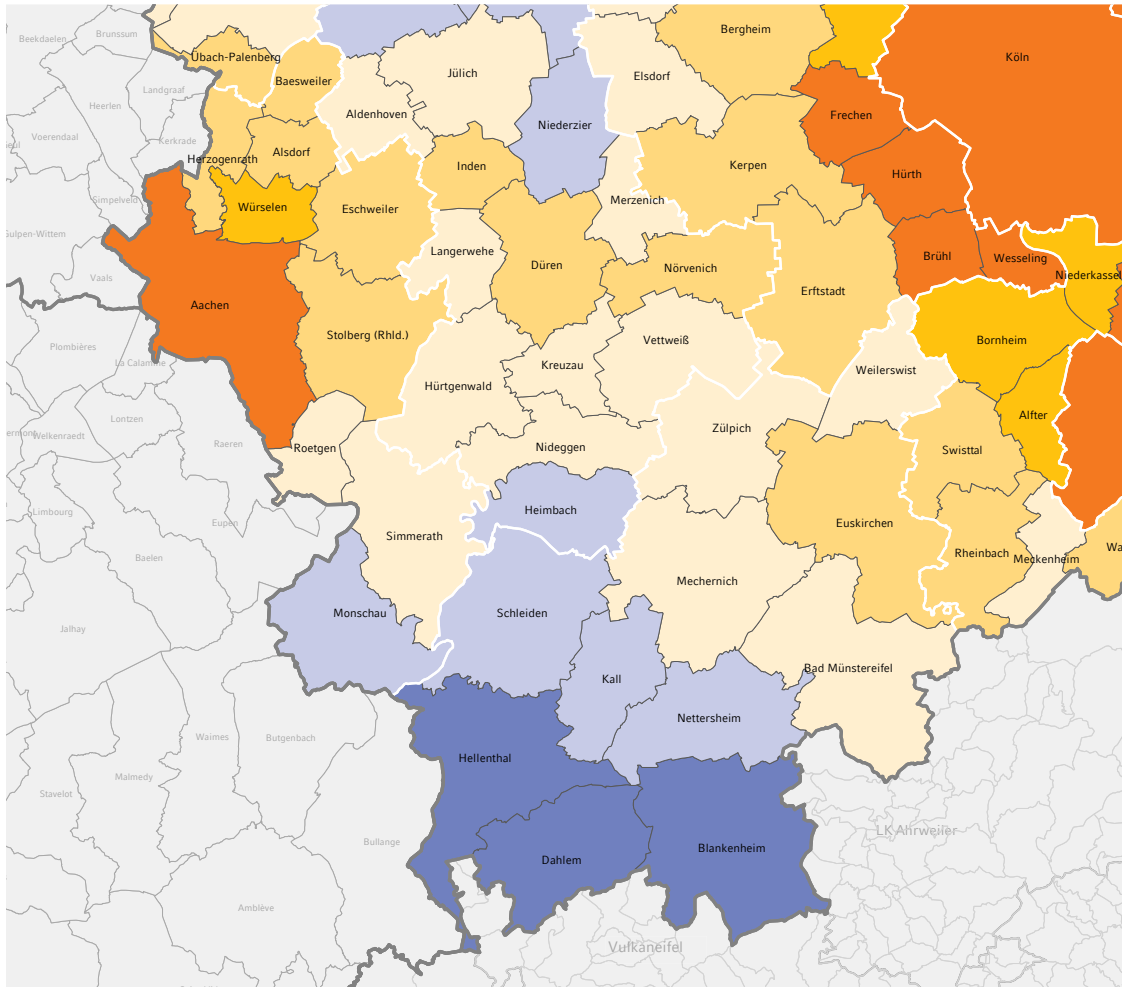 Bergheim
Brunssum
Beekdaelen
Übach-Palenberg
Köln
Jülich
Elsdorf
Baesweiler
Landgraaf
Heerlen
Aldenhoven
Frechen
Niederzier
Voerendaal
Kerkrade
Alsdorf
Herzogenrath
Inden
Kerpen
Hürth
Simpelveld
Merzenich
Würselen
Eschweiler
Gulpen-Wittem
Langerwehe
Brühl
Wesseling
Düren
Nörvenich
Niederkassel
Vaals
Erftstadt
Aachen
Stolberg (Rhld.)
Vettweiß
Bornheim
Plombières
La Calamine
Kreuzau
Weilerswist
Hürtgenwald
Alfter
Lontzen
Zülpich
Welkenraedt
Raeren
Roetgen
Nideggen
Swisttal
Limbourg
Heimbach
Eupen
Euskirchen
Simmerath
Rheinbach
Wa
Baelen
Meckenheim
Mechernich
Monschau
Schleiden
Jalhay
Bad Münstereifel
Kall
Nettersheim
Waimes
Butgenbach
Hellenthal
Malmedy
Stavelot
LK Ahrweiler
Bullange
Blankenheim
Dahlem
Amblève
Vulkaneifel